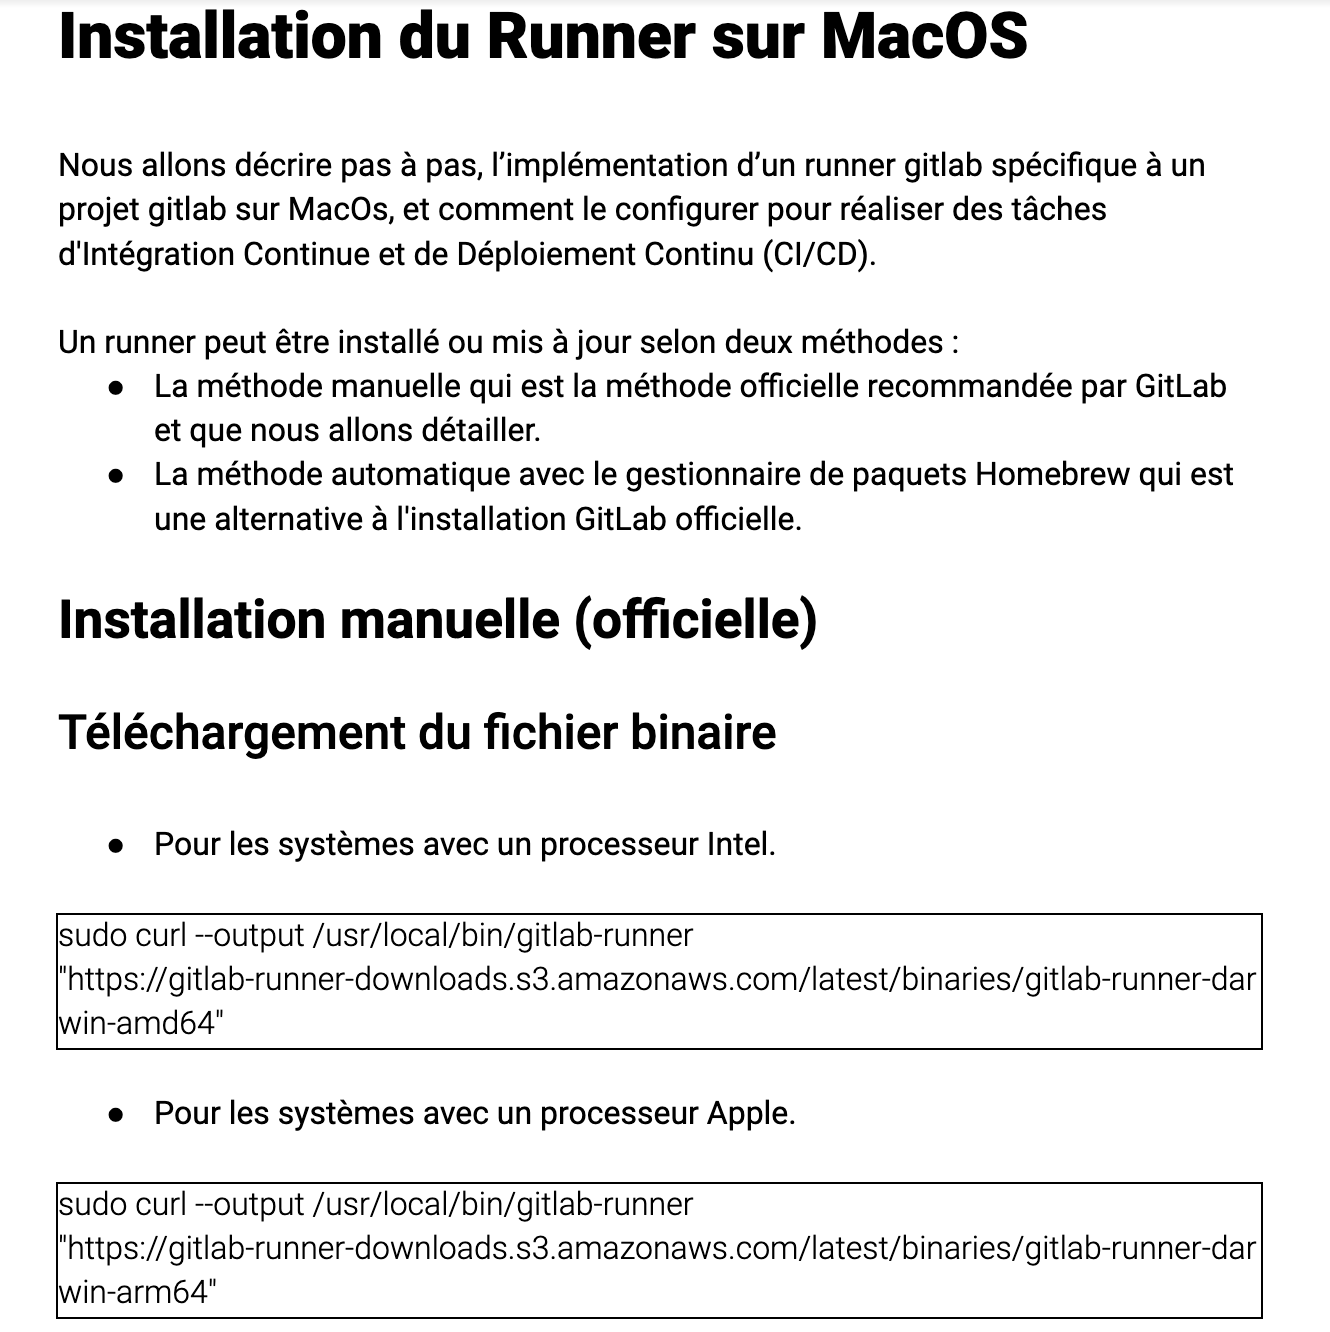 Installation du Runner sur MacOS
Nous allons décrire pas à pas, l’implémentation d’un runner gitlab spécifique à un
projet gitlab sur MacOs, et comment le configurer pour réaliser des tâches
d'Intégration Continue et de Déploiement Continu (CI/CD).
Un runner peut être installé ou mis à jour selon deux méthodes :
● La méthode manuelle qui est la méthode officielle recommandée par GitLab
et que nous allons détailler.
● La méthode automatique avec le gestionnaire de paquets Homebrew qui est
une alternative à l'installation GitLab officielle.
Installation manuelle (officielle)
Téléchargement du fichier binaire
● Pour les systèmes avec un processeur Intel.
sudo curl --output /usr/local/bin/gitlab-runner
"https://gitlab-runner-downloads.s3.amazonaws.com/latest/binaries/gitlab-runner-dar
win-amd64"
● Pour les systèmes avec un processeur Apple.
sudo curl --output /usr/local/bin/gitlab-runner
"https://gitlab-runner-downloads.s3.amazonaws.com/latest/binaries/gitlab-runner-dar
win-arm64"